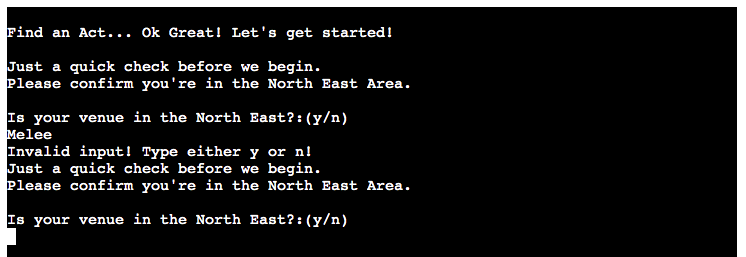 Find an Act... Ok Great! Let's get started!
Just a quick check before we begin.
Please confirm you're in the North East Area.
Is your venue in the North East?:(y/n)
Melee
Invalid input! Type either y or n!
Just a quick check before we begin.
Please confirm you're in the North East Area.
Is your venue in the North East?:(y/n)